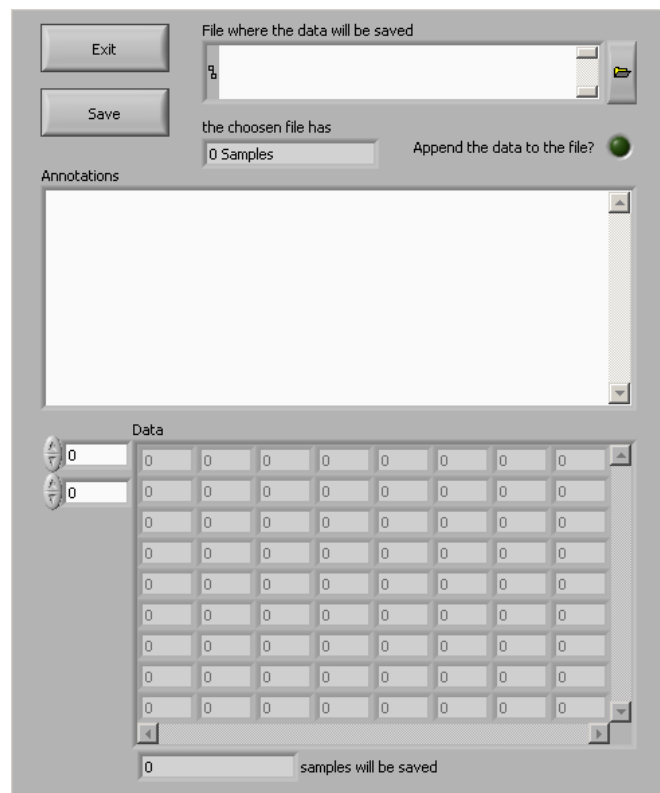 Exit
File where the data will be saved
Save
the choosen file has
0 Samples
Append the data to the file?
Annotations
Data
0
0
0 0 0 0 0 0 0 0
0 0 0 0 0 0 0 0
0 0 0 0 0 0 0 0
0 0 0 0 0 0 0 0
0 0 0 0 0 0 0 0
0 0 0 0 0 0 0 0
0 0 0 0 0 0 0 0
0 0 0 0 0 0 0 0
0 0 0 0 0 0 0 0
0 samples will be saved